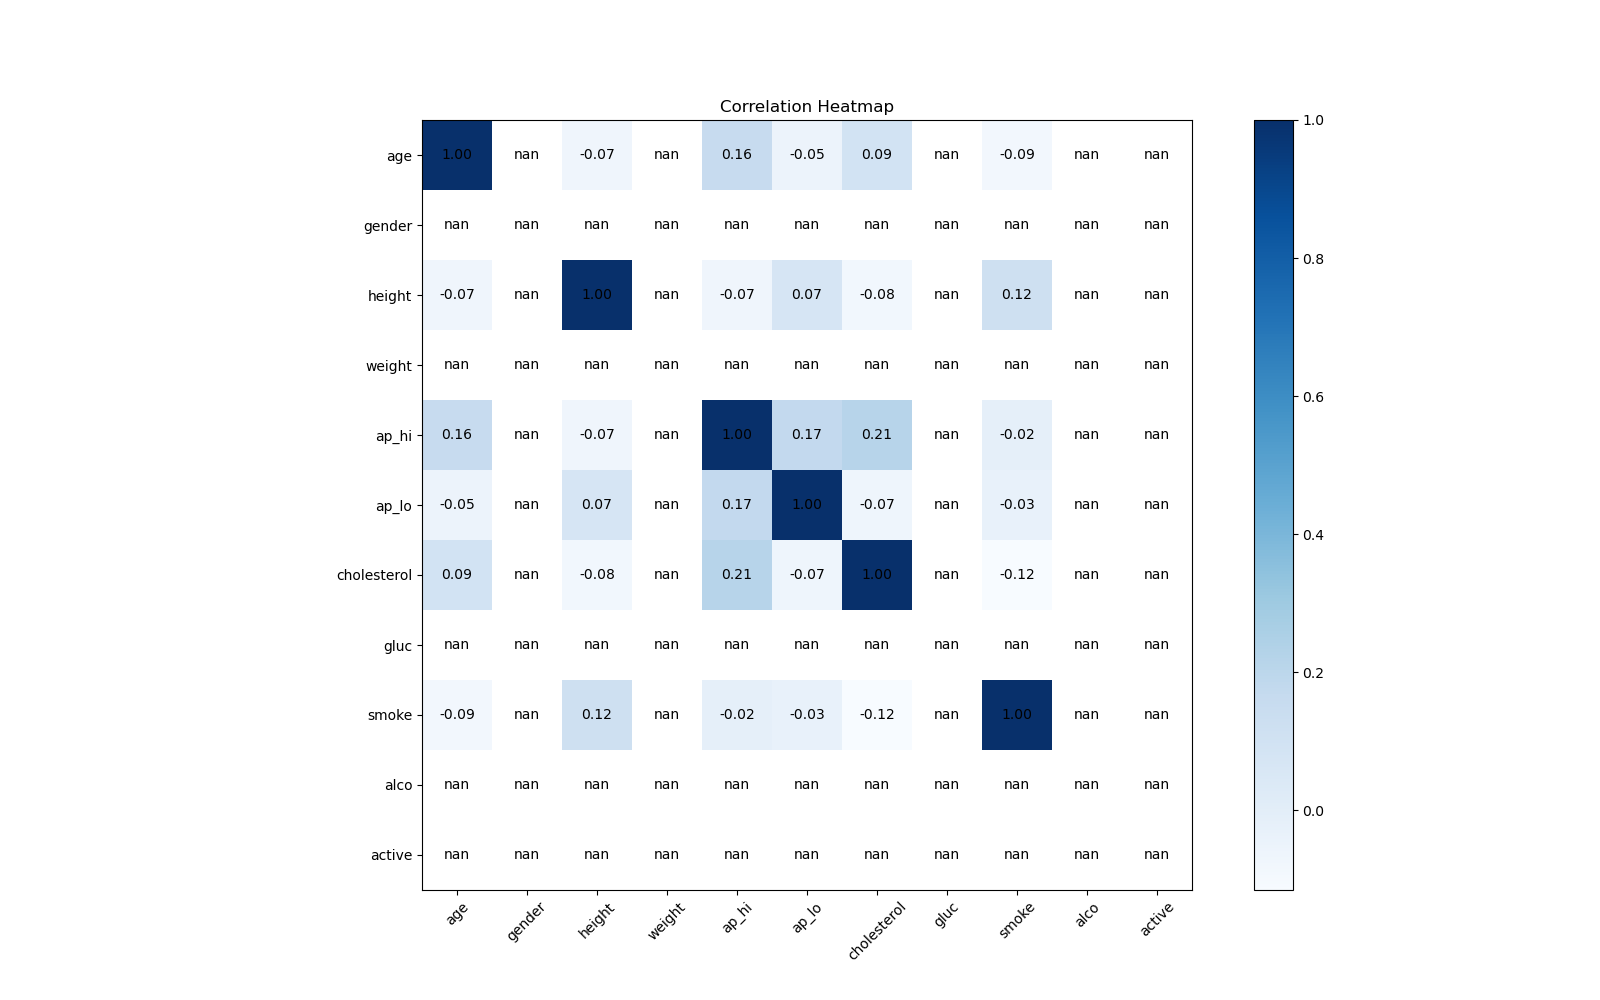 Correlation Heatmap
age 1.00 nan -0.07 nan 0.16 -0.05 0.09 nan -0.09 nan nan
gender nan nan nan nan nan nan nan nan nan nan nan
height -0.07 nan 1.00 nan -0.07 0.07 -0.08 nan 0.12 nan nan
weight nan nan nan nan nan nan nan nan nan nan nan
ap_hi 0.16 nan -0.07 nan 1.00 0.17 0.21 nan -0.02 nan nan
ap_lo -0.05 nan 0.07 nan 0.17 1.00 -0.07 nan -0.03 nan nan
cholesterol 0.09 nan -0.08 nan 0.21 -0.07 1.00 nan -0.12 nan nan
gluc nan nan nan nan nan nan nan nan nan nan nan
smoke -0.09 nan 0.12 nan -0.02 -0.03 -0.12 nan 1.00 nan nan
alco nan nan nan nan nan nan nan nan nan nan nan
active nan nan nan nan nan nan nan nan nan nan nan
age gender height weight ap_hi ap_lo cholesterol gluc smoke alco active
1.0
0.8
0.6
0.4
0.2
0.0